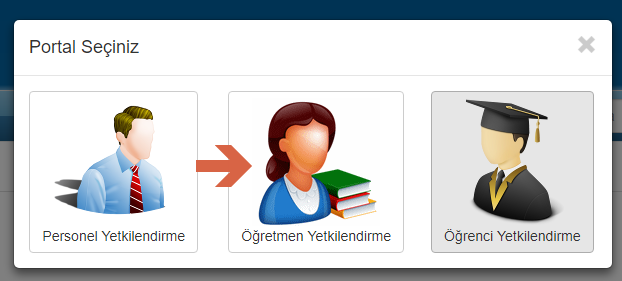 Portal Seçiniz
Personel Yetkilendirme
Öğretmen Yetkilendirme
Öğrenci Yetkilendirme